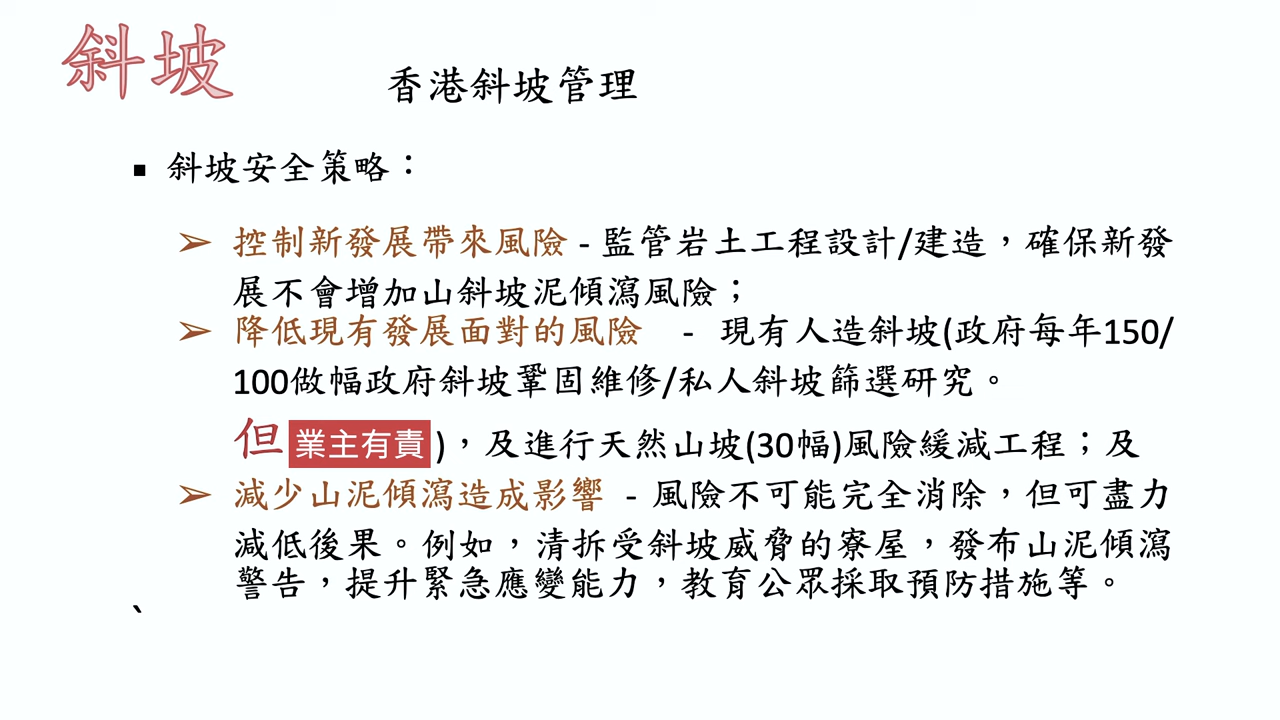 斜坡
香港斜坡管理
▪ 斜坡安全策略：
➢ 控制新發展帶來風險 - 監管岩土工程設計/建造，確保新發
展不會增加山斜坡泥傾瀉風險；
➢ 降低現有發展面對的風險 - 現有人造斜坡(政府每年150/
100做幅政府斜坡鞏固維修/私人斜坡篩選研究。
但 業主有責 )，及進行天然山坡(30幅)風險緩減工程；及
➢ 減少山泥傾瀉造成影響 - 風險不可能完全消除，但可盡力
減低後果。例如，清拆受斜坡威脅的寮屋，發布山泥傾瀉
警告，提升緊急應變能力，教育公眾採取預防措施等。
、